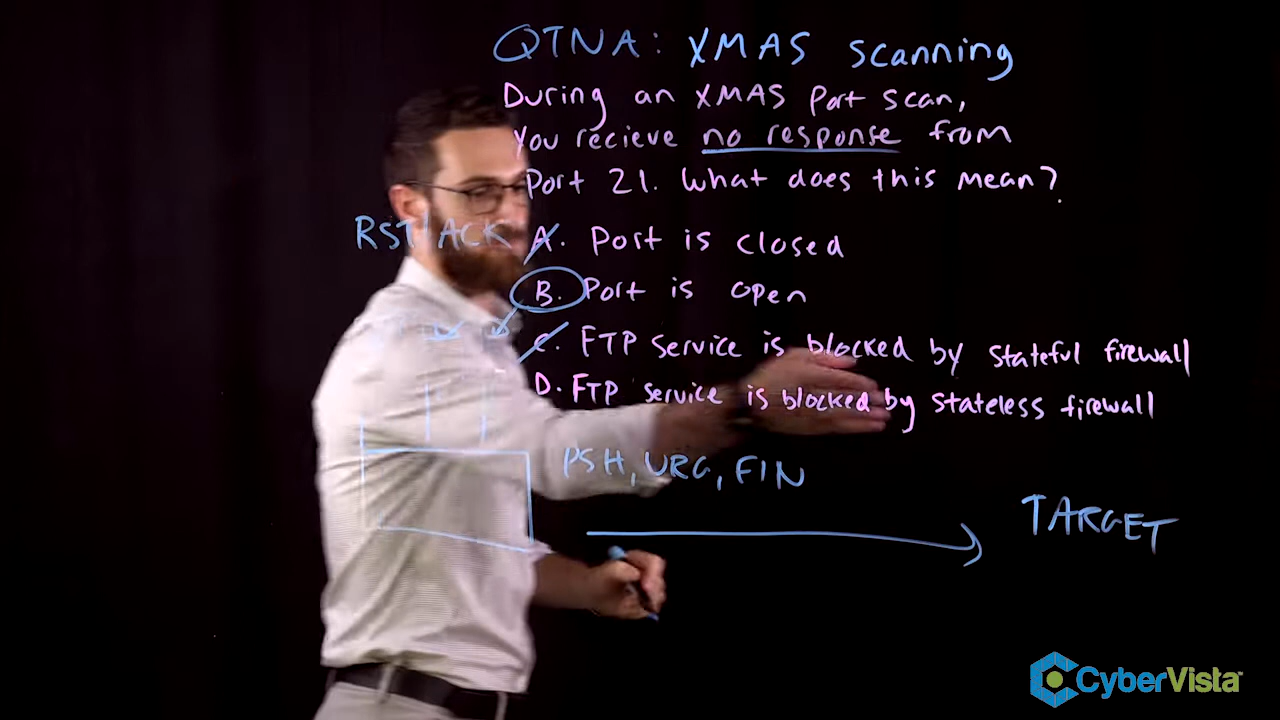 QTNA: XMAS scanning
During an XMAS port scan,
you recieve no response from
Port 21. What does this mean?
RST/ACK
A. Port is closed
B. Port is open
C. FTP service is blocked by stateful firewall
D. FTP service is blocked by stateless firewall
PSH, URG, FIN
TARGET
CyberVista